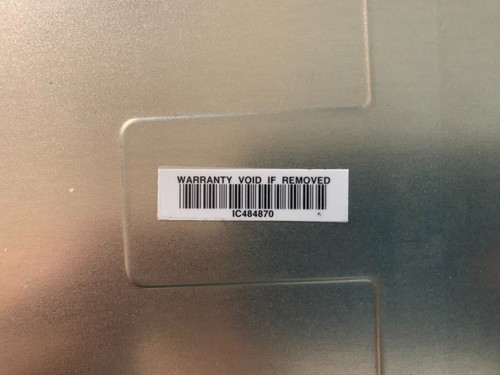 WARRANTY VOID IF REMOVED
IC484870